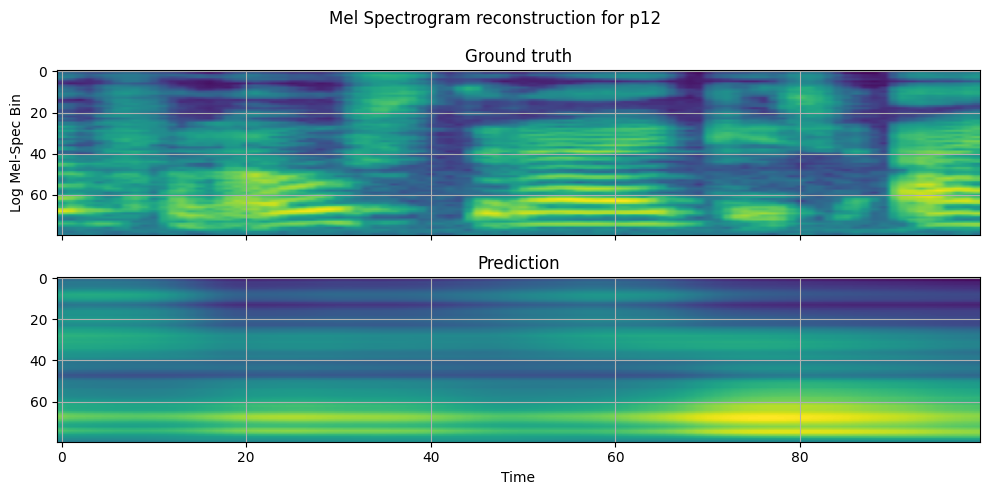 Mel Spectrogram reconstruction for p12
Ground truth
Log Mel-Spec Bin
0
20
40
60
Prediction
0
20
40
60
0 20 40 60 80
Time